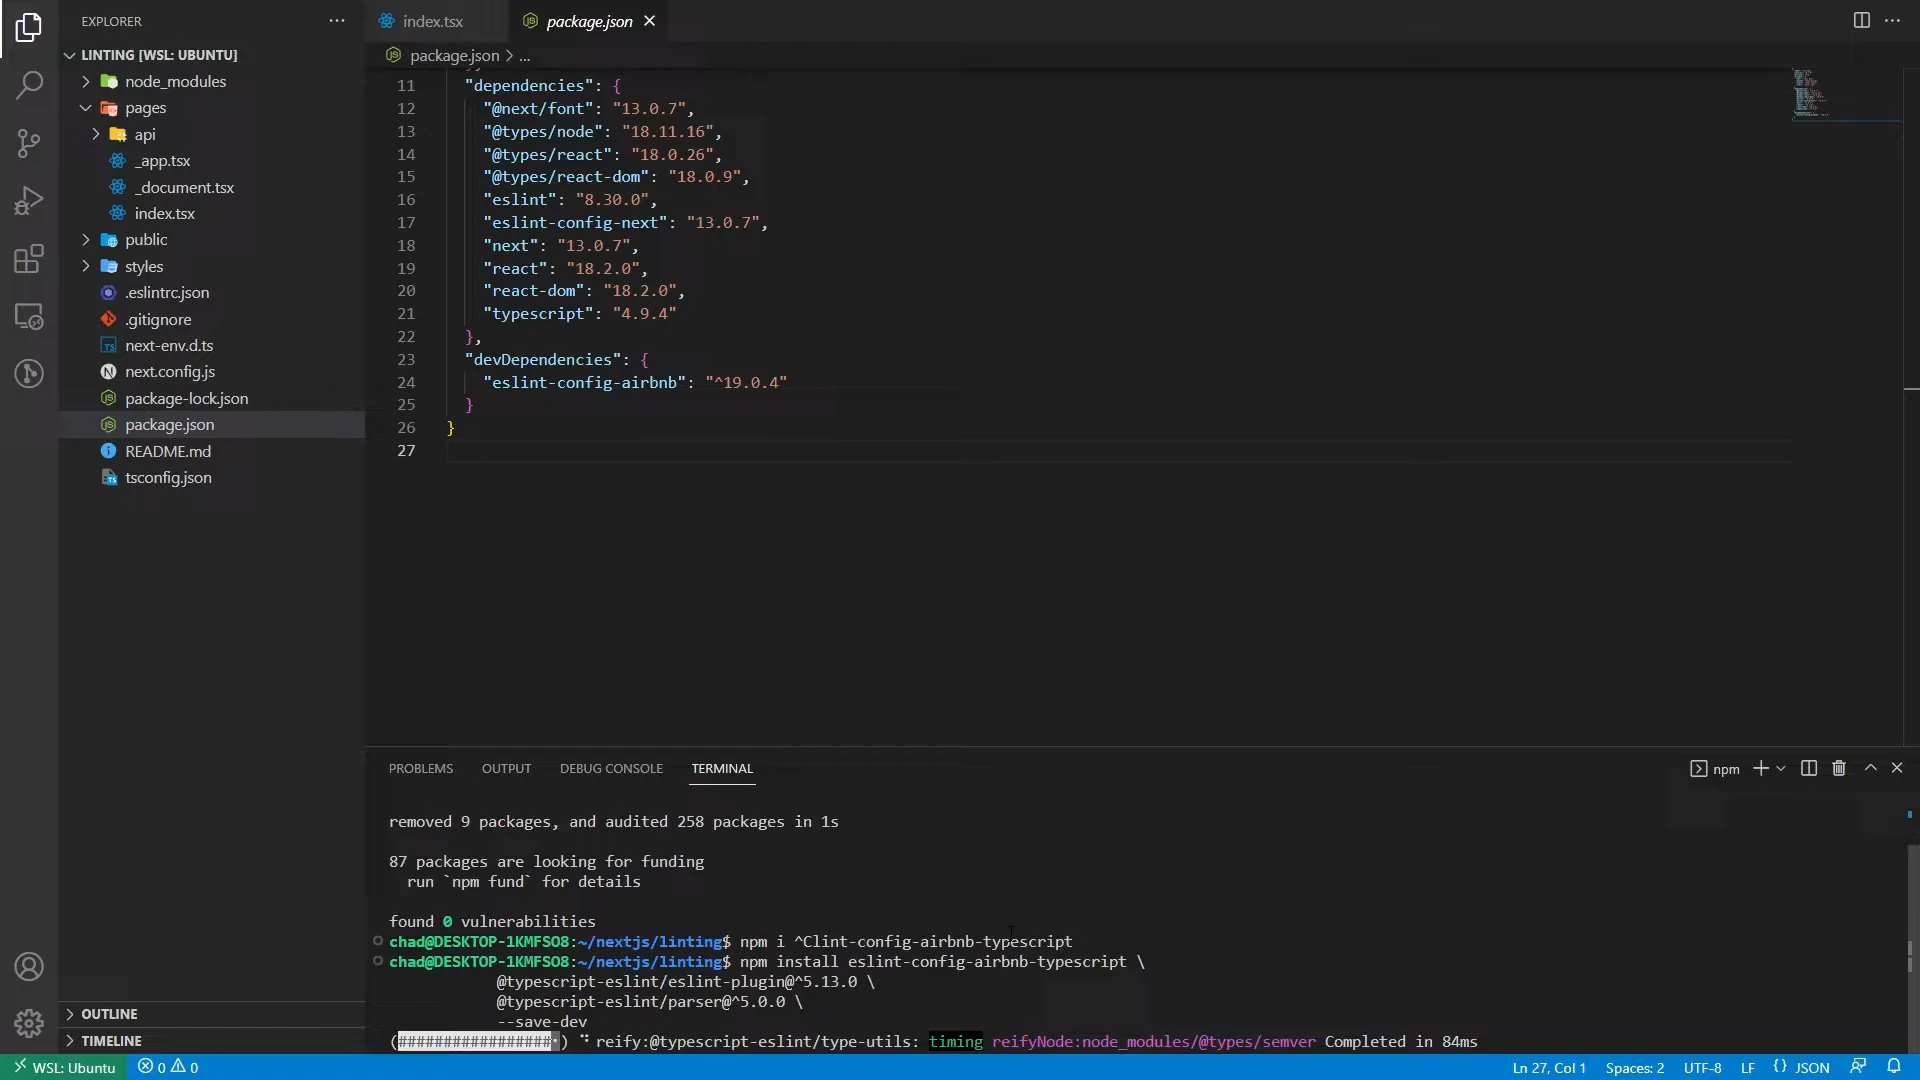 EXPLORER
LINTING [WSL: UBUNTU]
node_modules
pages
api
_app.tsx
_document.tsx
index.tsx
public
styles
.eslintrc.json
.gitignore
next-env.d.ts
next.config.js
package-lock.json
package.json
README.md
tsconfig.json
OUTLINE
TIMELINE
index.tsx
package.json
package.json > ...
11 "dependencies": {
12 "@next/font": "13.0.7",
13 "@types/node": "18.11.16",
14 "@types/react": "18.0.26",
15 "@types/react-dom": "18.0.9",
16 "eslint": "8.30.0",
17 "eslint-config-next": "13.0.7",
18 "next": "13.0.7",
19 "react": "18.2.0",
20 "react-dom": "18.2.0",
21 "typescript": "4.9.4"
22 },
23 "devDependencies": {
24 "eslint-config-airbnb": "^19.0.4"
25 }
26 }
27
PROBLEMS OUTPUT DEBUG CONSOLE TERMINAL
npm
removed 9 packages, and audited 258 packages in 1s
87 packages are looking for funding
run `npm fund` for details
found 0 vulnerabilities
chad@DESKTOP-1KMFSO8:~/nextjs/linting$ npm i ^Clint-config-airbnb-typescript
chad@DESKTOP-1KMFSO8:~/nextjs/linting$ npm install eslint-config-airbnb-typescript \
@typescript-eslint/eslint-plugin@^5.13.0 \
@typescript-eslint/parser@^5.0.0 \
--save-dev
(#################⠂) ⠙ reify:@typescript-eslint/type-utils: timing reifyNode:node_modules/@types/semver Completed in 84ms
WSL: Ubuntu 0 0 Ln 27, Col 1 Spaces: 2 UTF-8 LF {} JSON